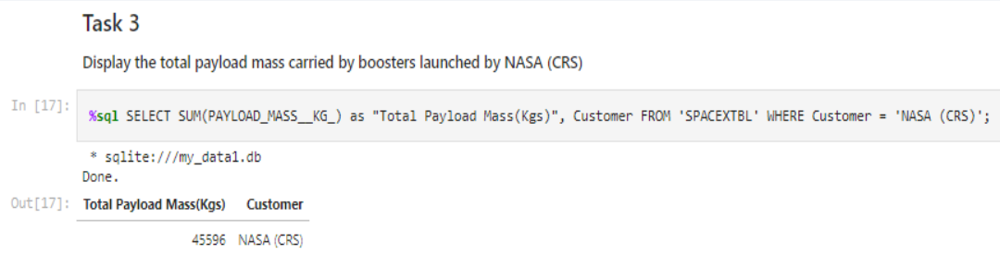 Task 3
Display the total payload mass carried by boosters launched by NASA (CRS)
In [17]: %sql SELECT SUM(PAYLOAD_MASS__KG_) as "Total Payload Mass(Kgs)", Customer FROM 'SPACEXTBL' WHERE Customer = 'NASA (CRS)';
* sqlite:///my_data1.db
Done.
Out[17]: Total Payload Mass(Kgs) Customer
45596 NASA (CRS)